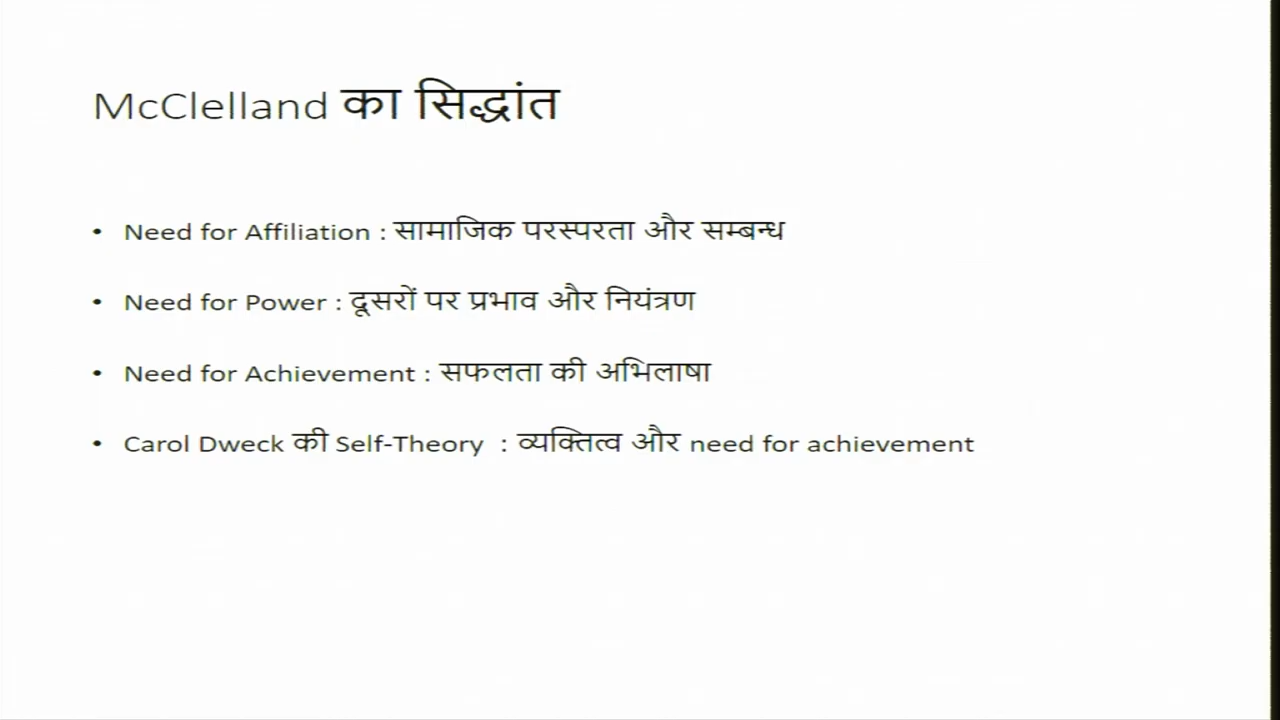 McClelland का सिद्धांत
• Need for Affiliation : सामाजिक परस्परता और सम्बन्ध
• Need for Power : दूसरों पर प्रभाव और नियंत्रण
• Need for Achievement : सफलता की अभिलाषा
• Carol Dweck की Self-Theory : व्यक्तित्व और need for achievement